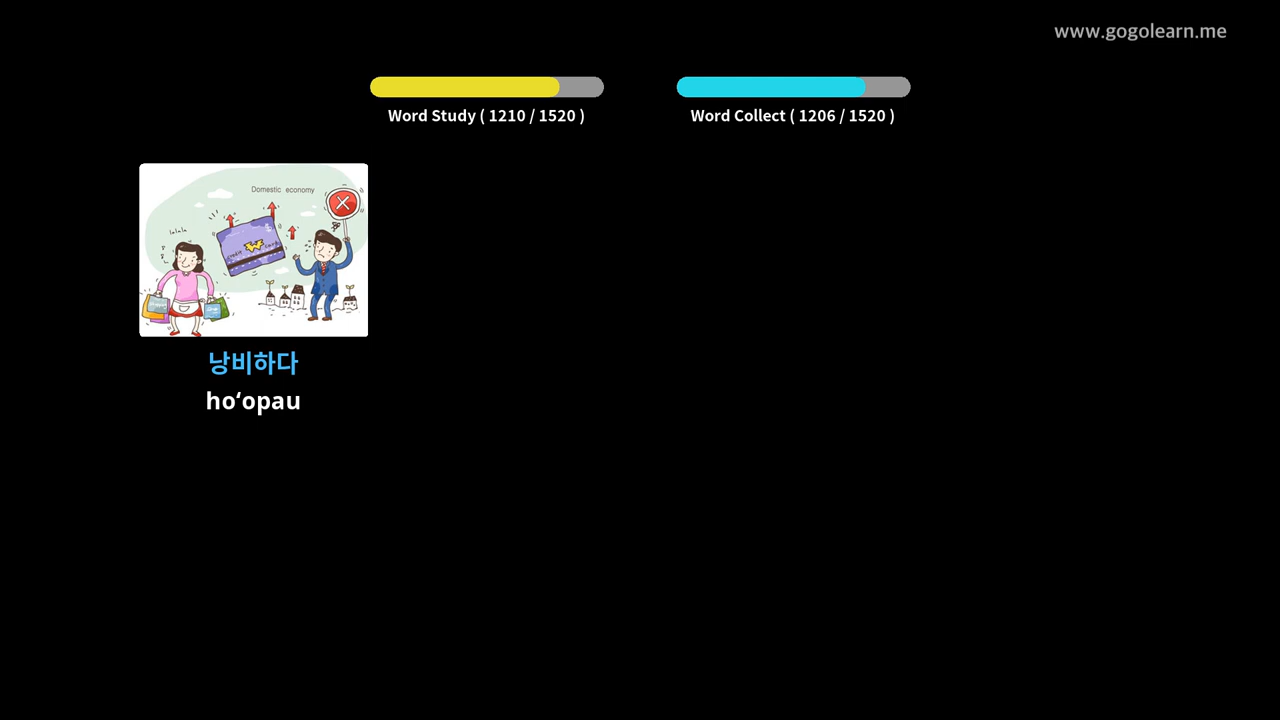 www.gogolearn.me
Word Study ( 1210 / 1520 )
Word Collect ( 1206 / 1520 )
Domestic economy
lalala
낭비하다
hoʻopau